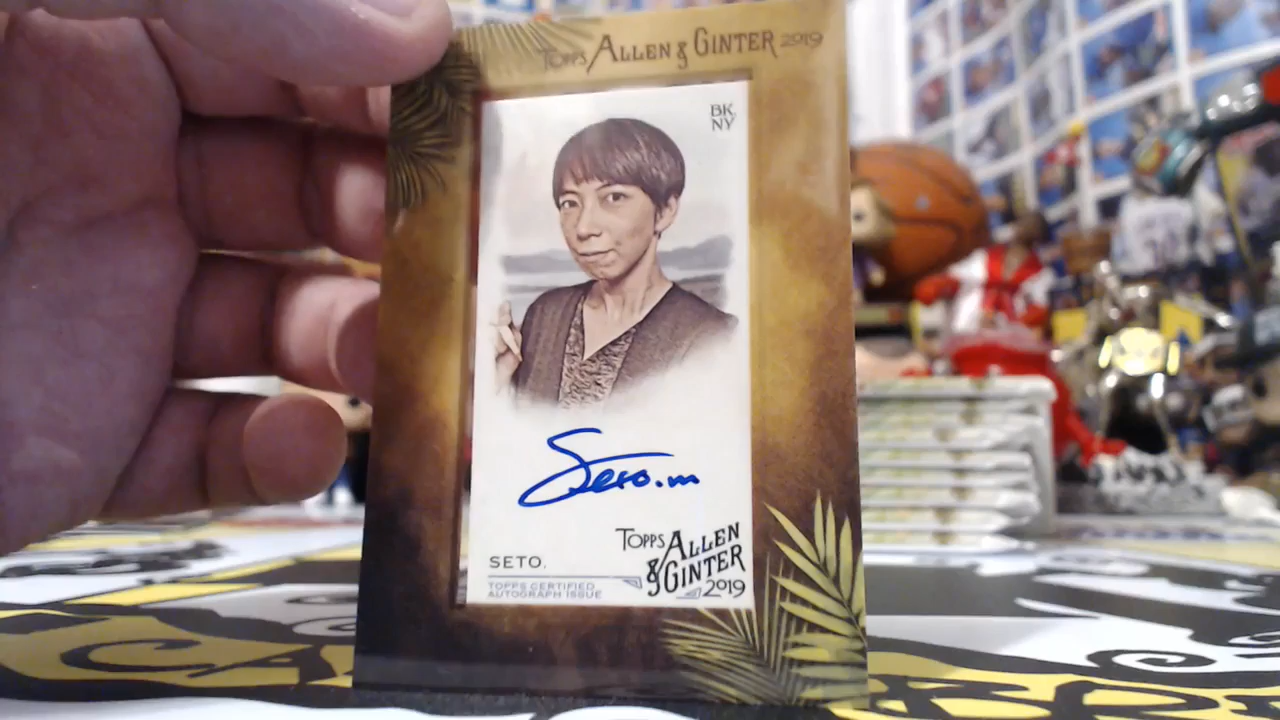 TOPPS ALLEN & GINTER 2019
BK
NY
Seto.m
TOPPS ALLEN
& GINTER
2019
SETO.
TOPPS CERTIFIED
AUTOGRAPH ISSUE